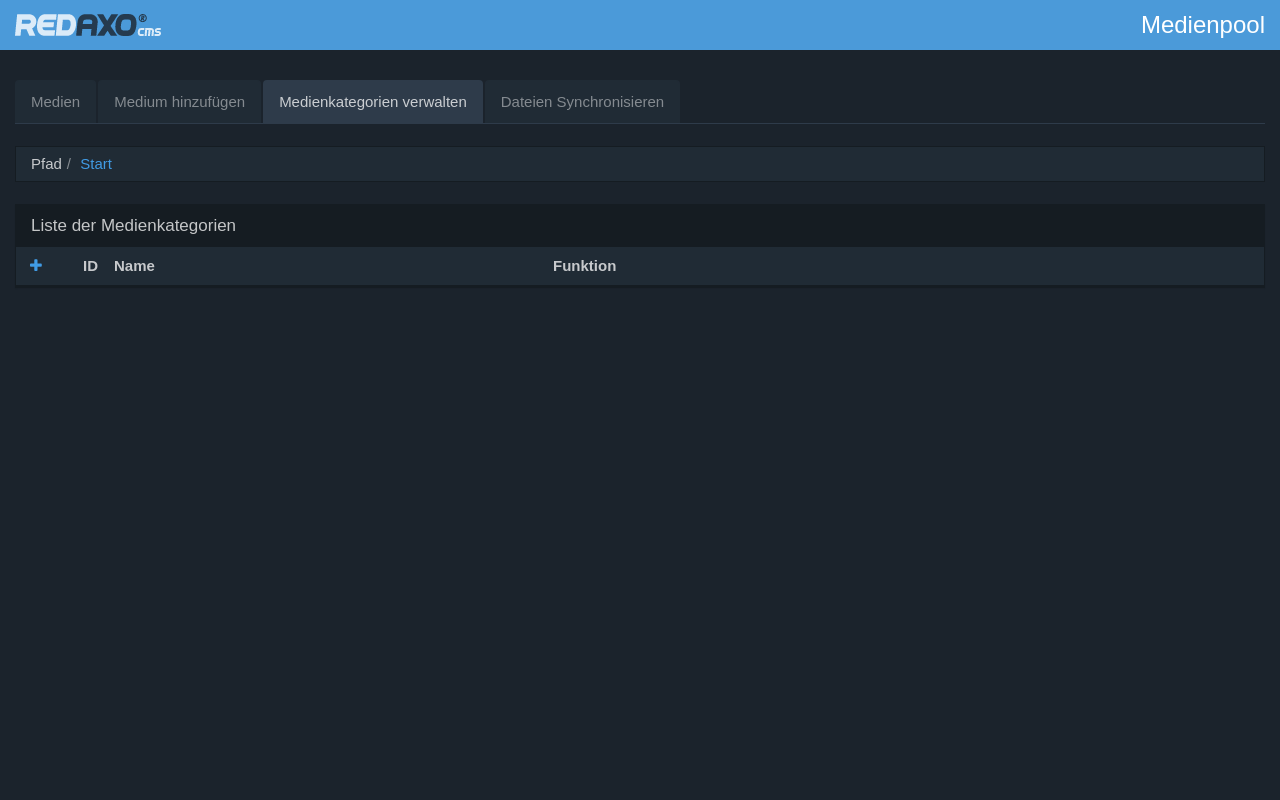 REDAXO® cms
Medienpool
Medien
Medium hinzufügen
Medienkategorien verwalten
Dateien Synchronisieren
Pfad / Start
Liste der Medienkategorien
ID Name Funktion